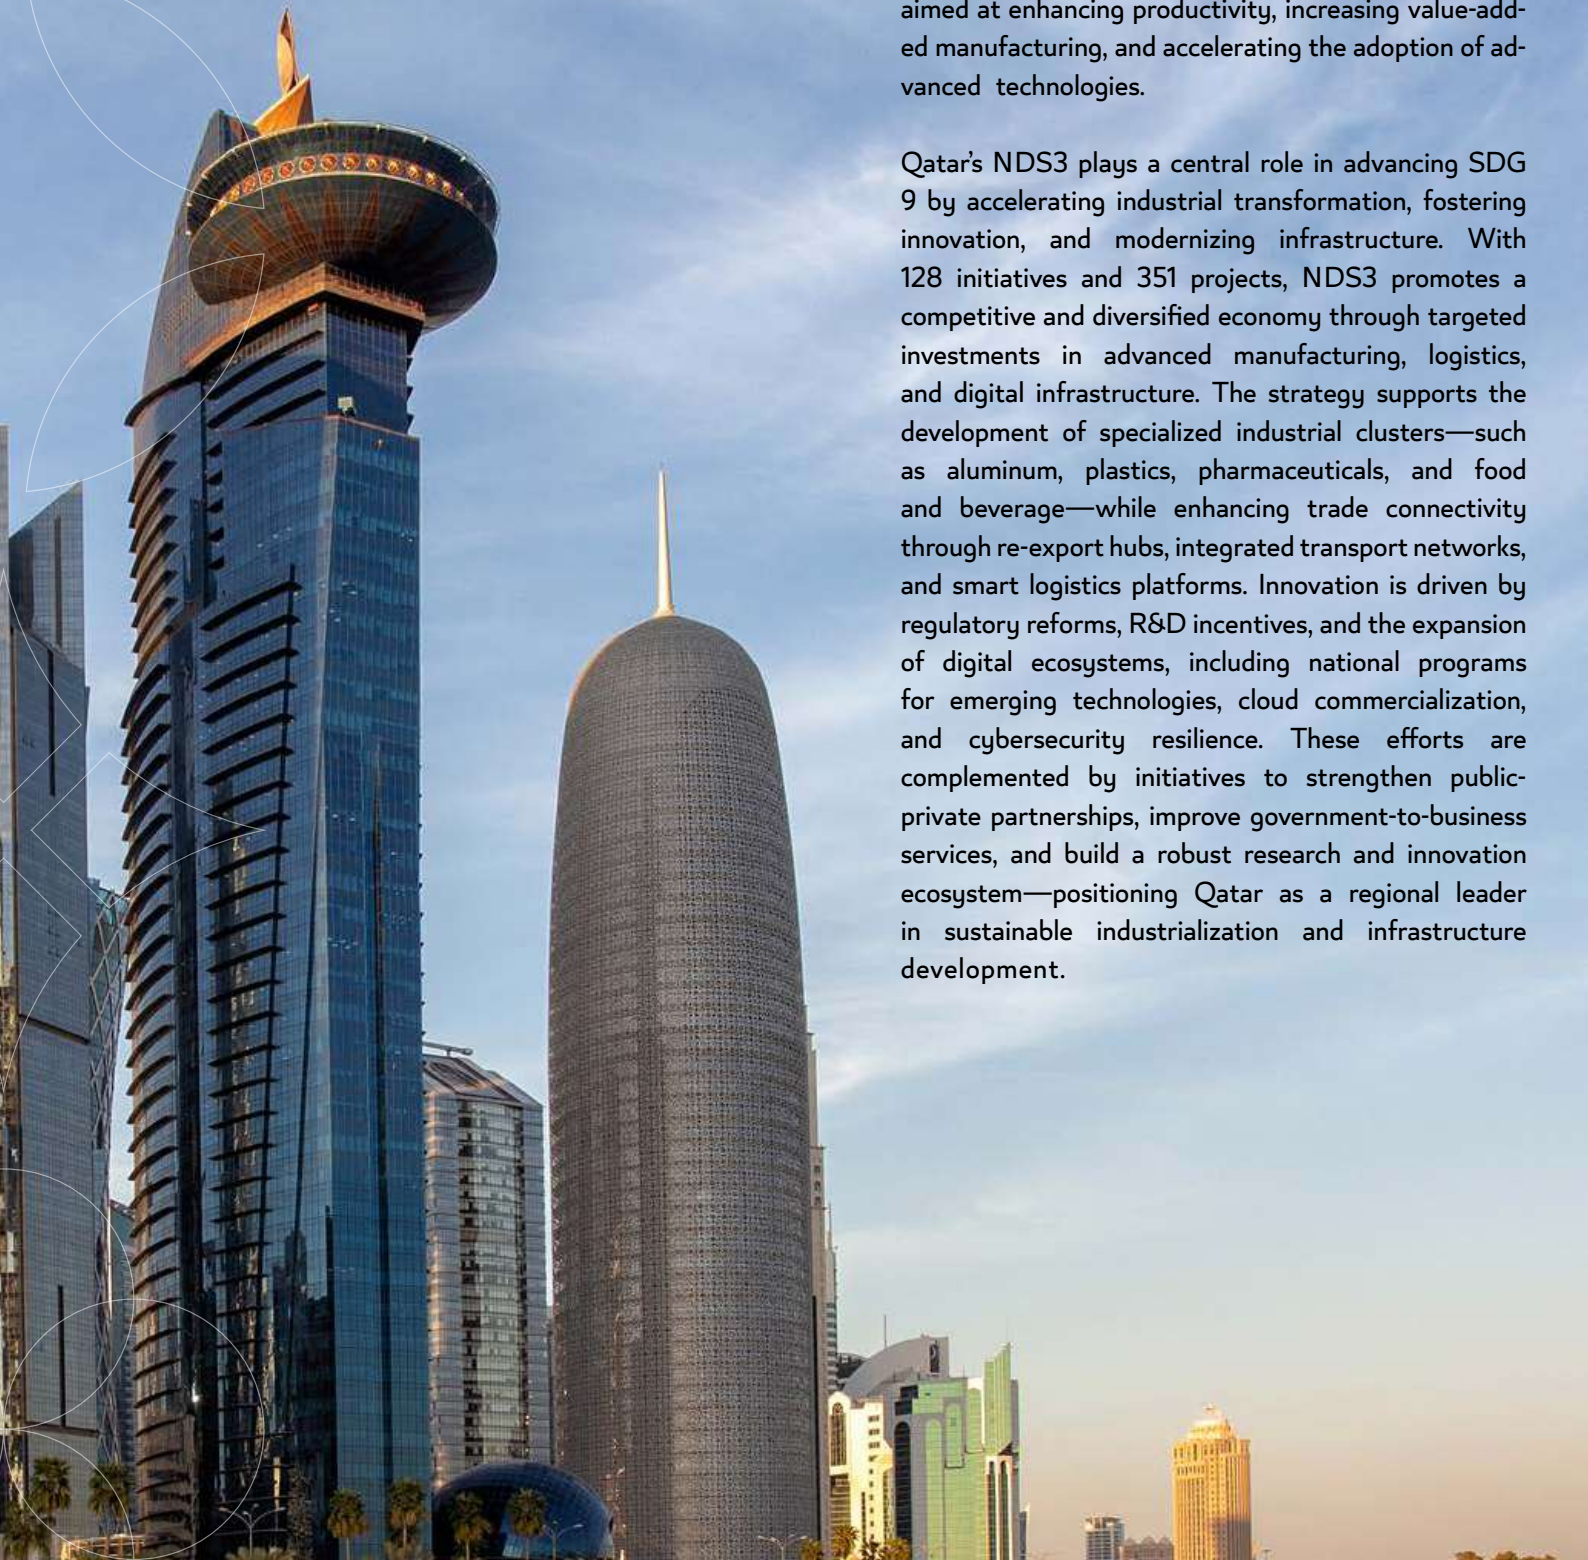 aimed at enhancing productivity, increasing value-add-
ed manufacturing, and accelerating the adoption of ad-
vanced technologies.
Qatar’s NDS3 plays a central role in advancing SDG
9 by accelerating industrial transformation, fostering
innovation, and modernizing infrastructure. With
128 initiatives and 351 projects, NDS3 promotes a
competitive and diversified economy through targeted
investments in advanced manufacturing, logistics,
and digital infrastructure. The strategy supports the
development of specialized industrial clusters—such
as aluminum, plastics, pharmaceuticals, and food
and beverage—while enhancing trade connectivity
through re-export hubs, integrated transport networks,
and smart logistics platforms. Innovation is driven by
regulatory reforms, R&D incentives, and the expansion
of digital ecosystems, including national programs
for emerging technologies, cloud commercialization,
and cybersecurity resilience. These efforts are
complemented by initiatives to strengthen public-
private partnerships, improve government-to-business
services, and build a robust research and innovation
ecosystem—positioning Qatar as a regional leader
in sustainable industrialization and infrastructure
development.